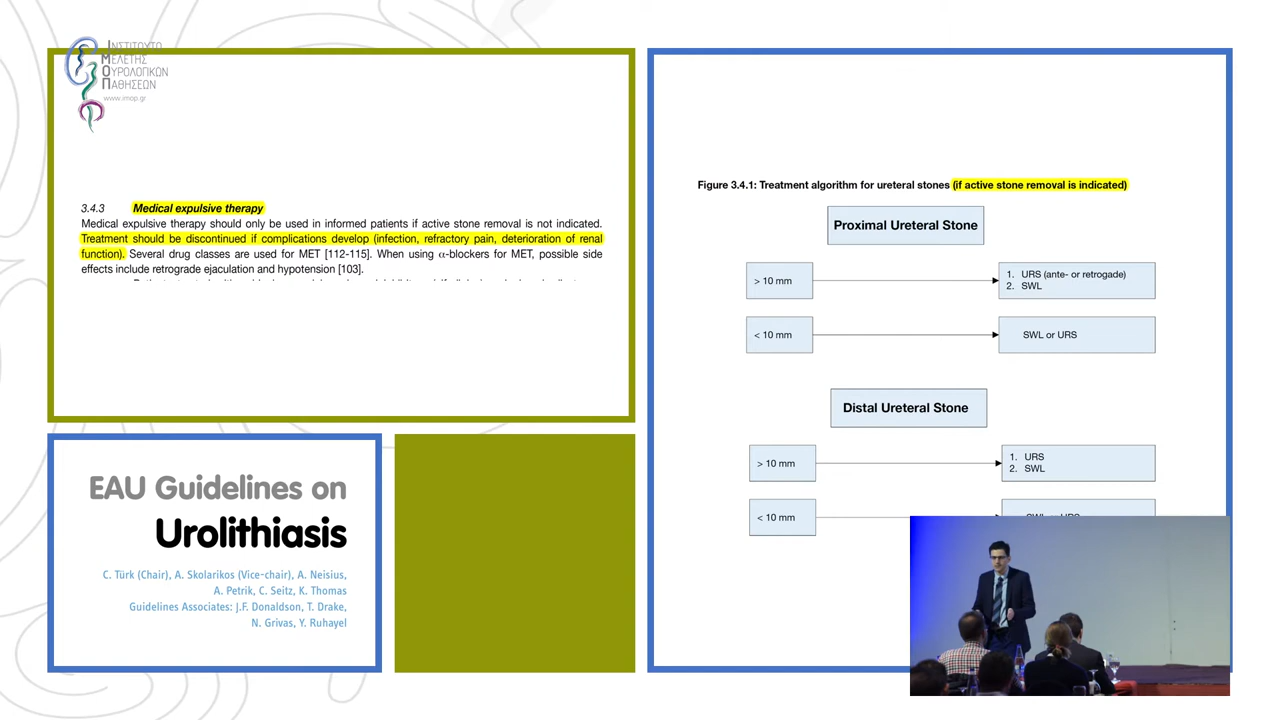 ΙΝΣΤΙΤΟΥΤΟ
ΜΕΛΕΤΗΣ
ΟΥΡΟΛΟΓΙΚΩΝ
ΠΑΘΗΣΕΩΝ
www.imop.gr
3.4.3 Medical expulsive therapy
Medical expulsive therapy should only be used in informed patients if active stone removal is not indicated.
Treatment should be discontinued if complications develop (infection, refractory pain, deterioration of renal
function). Several drug classes are used for MET [112-115]. When using α-blockers for MET, possible side
effects include retrograde ejaculation and hypotension [103].
EAU Guidelines on
Urolithiasis
C. Türk (Chair), A. Skolarikos (Vice-chair), A. Neisius,
A. Petrik, C. Seitz, K. Thomas
Guidelines Associates: J.F. Donaldson, T. Drake,
N. Grivas, Y. Ruhayel
Figure 3.4.1: Treatment algorithm for ureteral stones (if active stone removal is indicated)
Proximal Ureteral Stone
> 10 mm
1. URS (ante- or retrogade)
2. SWL
< 10 mm
SWL or URS
Distal Ureteral Stone
> 10 mm
1. URS
2. SWL
< 10 mm